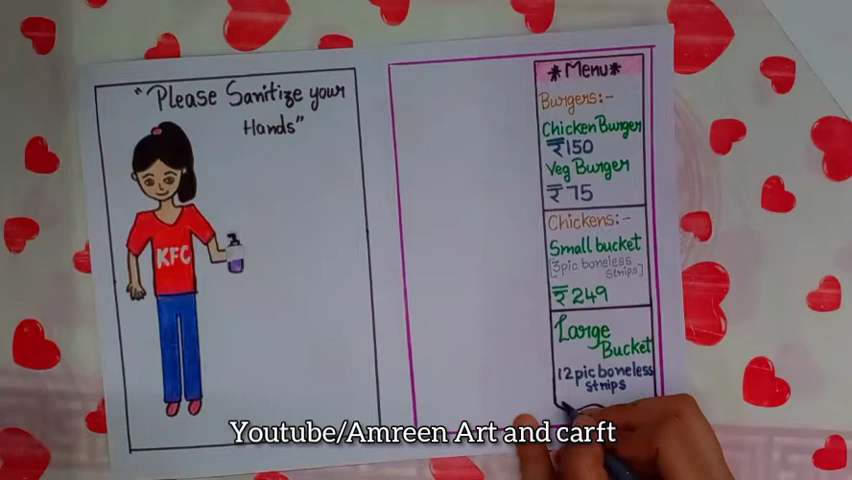 "Please Sanitize your
Hands"
KFC
*Menu*
Burgers:-
Chicken Burger
₹150
Veg Burger
₹75
Chickens:-
Small bucket
[3pic boneless
strips]
₹249
Large
Bucket
12pic boneless
strips
Youtube/Amreen Art and carft